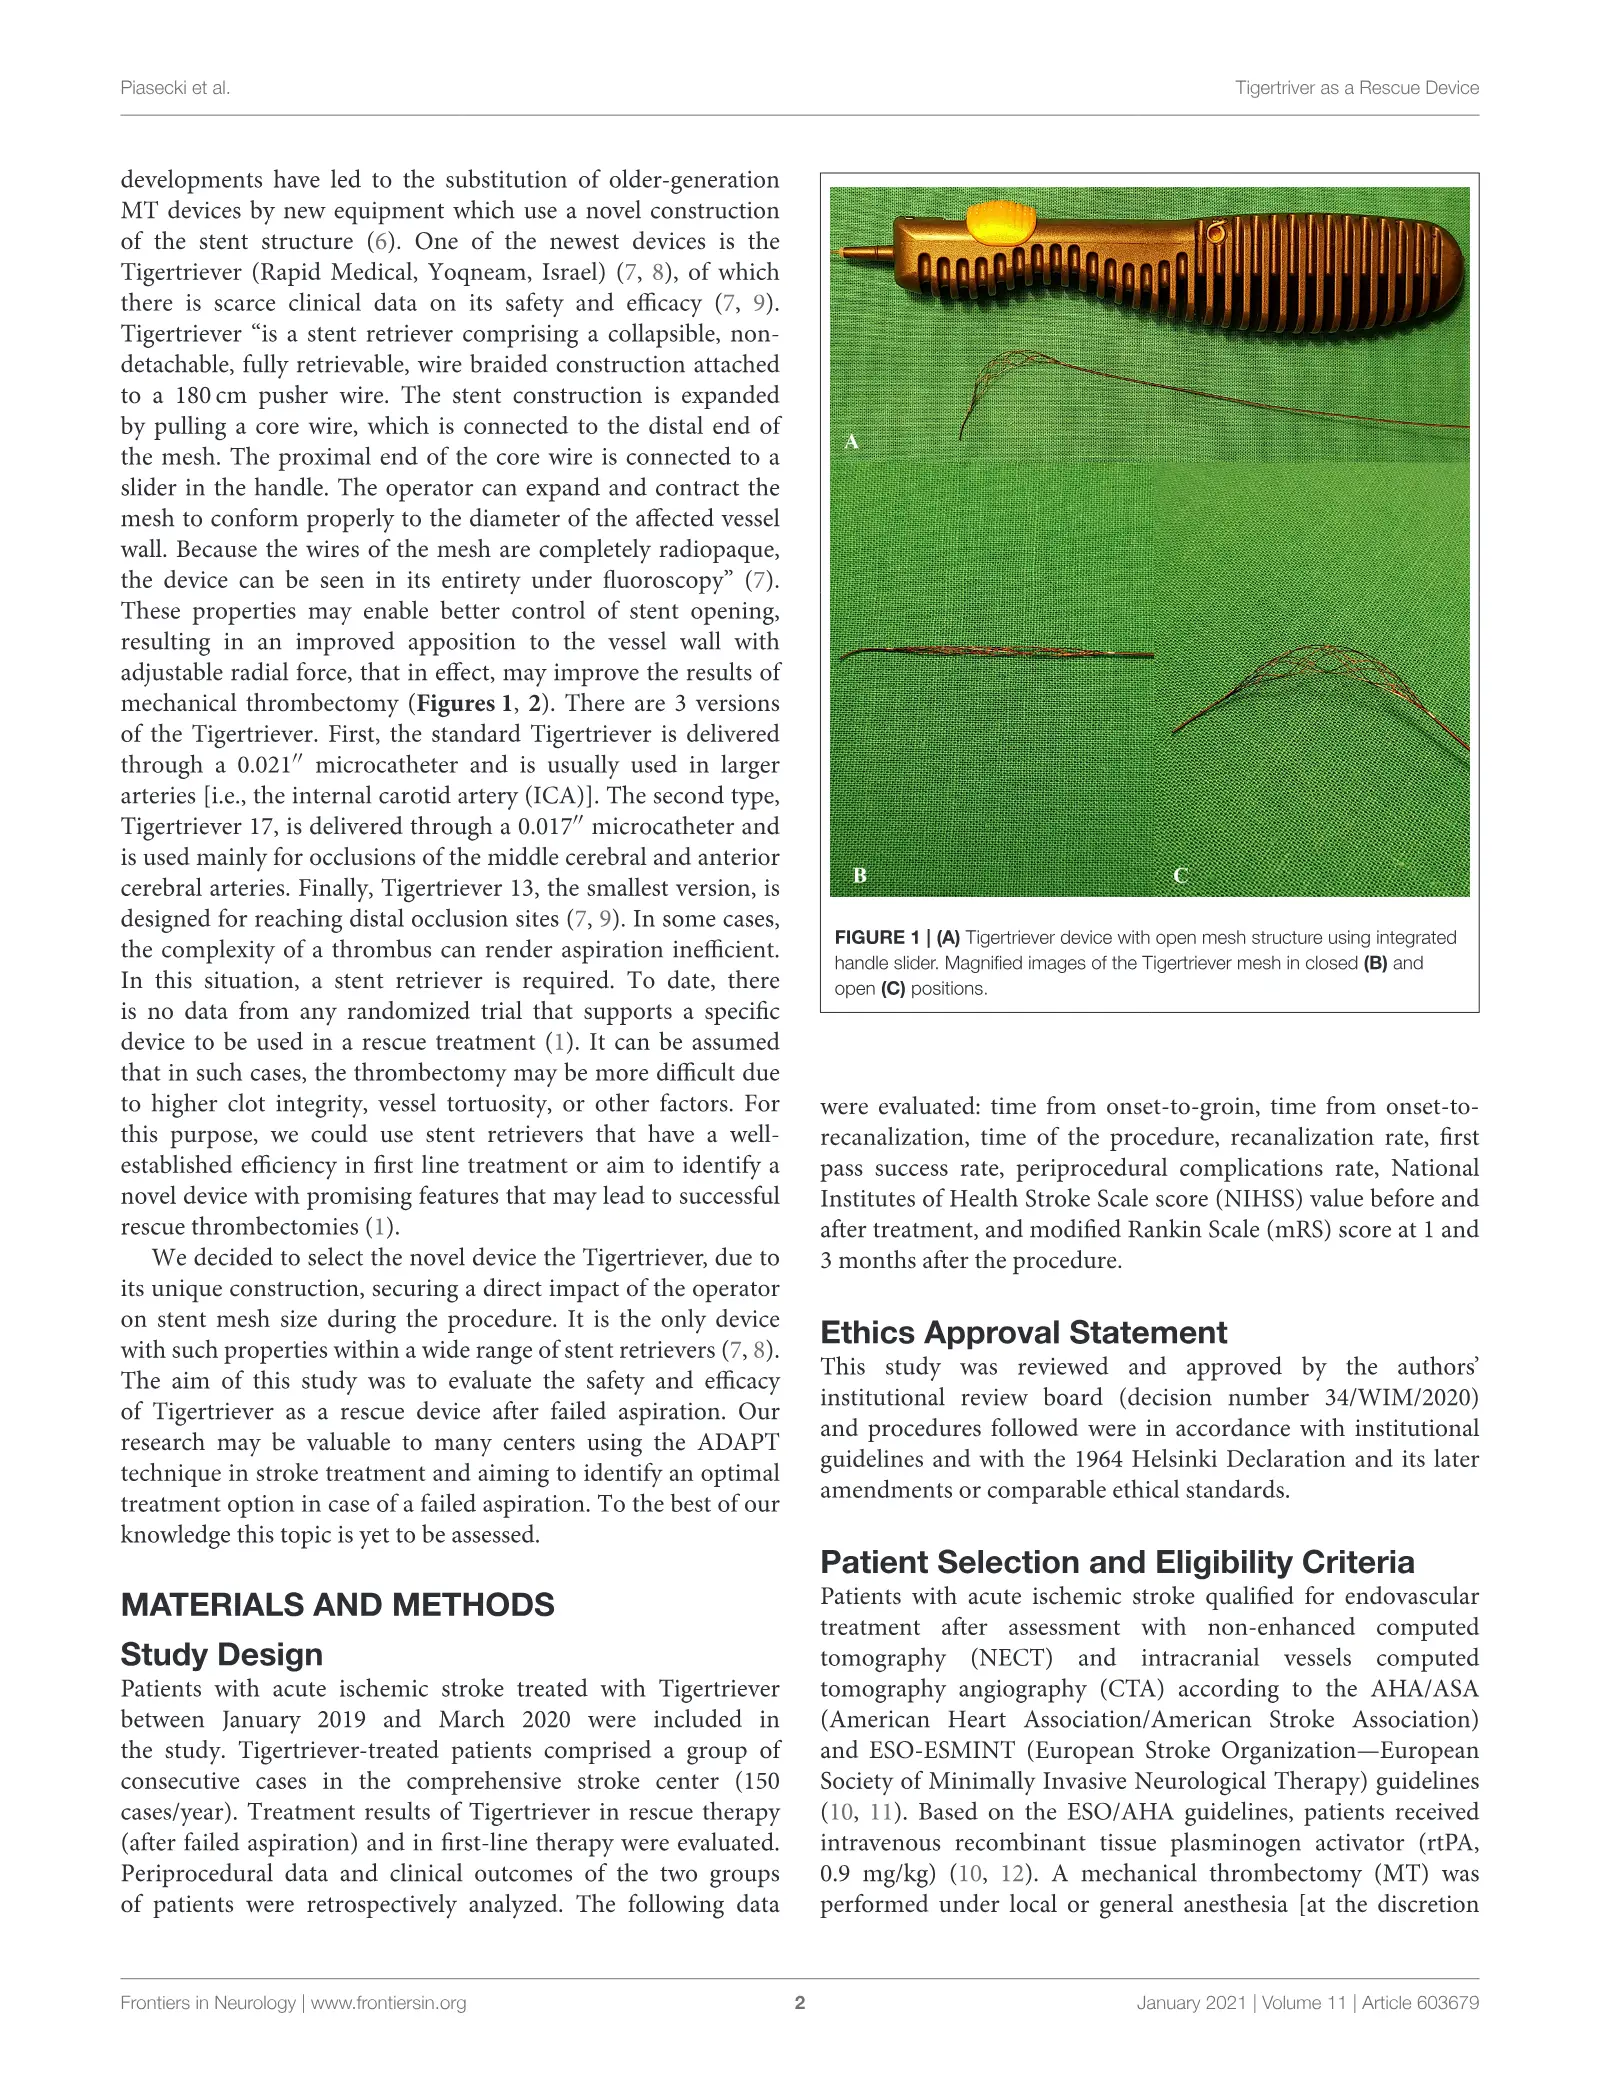 Piasecki et al.
Tigertriver as a Rescue Device
developments have led to the substitution of older-generation
MT devices by new equipment which use a novel construction
of the stent structure (6). One of the newest devices is the
Tigertriever (Rapid Medical, Yoqneam, Israel) (7, 8), of which
there is scarce clinical data on its safety and efficacy (7, 9).
Tigertriever “is a stent retriever comprising a collapsible, non-
detachable, fully retrievable, wire braided construction attached
to a 180 cm pusher wire. The stent construction is expanded
by pulling a core wire, which is connected to the distal end of
the mesh. The proximal end of the core wire is connected to a
slider in the handle. The operator can expand and contract the
mesh to conform properly to the diameter of the affected vessel
wall. Because the wires of the mesh are completely radiopaque,
the device can be seen in its entirety under fluoroscopy” (7).
These properties may enable better control of stent opening,
resulting in an improved apposition to the vessel wall with
adjustable radial force, that in effect, may improve the results of
mechanical thrombectomy (Figures 1, 2). There are 3 versions
of the Tigertriever. First, the standard Tigertriever is delivered
through a 0.021″ microcatheter and is usually used in larger
arteries [i.e., the internal carotid artery (ICA)]. The second type,
Tigertriever 17, is delivered through a 0.017″ microcatheter and
is used mainly for occlusions of the middle cerebral and anterior
cerebral arteries. Finally, Tigertriever 13, the smallest version, is
designed for reaching distal occlusion sites (7, 9). In some cases,
the complexity of a thrombus can render aspiration inefficient.
In this situation, a stent retriever is required. To date, there
is no data from any randomized trial that supports a specific
device to be used in a rescue treatment (1). It can be assumed
that in such cases, the thrombectomy may be more difficult due
to higher clot integrity, vessel tortuosity, or other factors. For
this purpose, we could use stent retrievers that have a well-
established efficiency in first line treatment or aim to identify a
novel device with promising features that may lead to successful
rescue thrombectomies (1).
We decided to select the novel device the Tigertriever, due to
its unique construction, securing a direct impact of the operator
on stent mesh size during the procedure. It is the only device
with such properties within a wide range of stent retrievers (7, 8).
The aim of this study was to evaluate the safety and efficacy
of Tigertriever as a rescue device after failed aspiration. Our
research may be valuable to many centers using the ADAPT
technique in stroke treatment and aiming to identify an optimal
treatment option in case of a failed aspiration. To the best of our
knowledge this topic is yet to be assessed.
MATERIALS AND METHODS
Study Design
Patients with acute ischemic stroke treated with Tigertriever
between January 2019 and March 2020 were included in
the study. Tigertriever-treated patients comprised a group of
consecutive cases in the comprehensive stroke center (150
cases/year). Treatment results of Tigertriever in rescue therapy
(after failed aspiration) and in first-line therapy were evaluated.
Periprocedural data and clinical outcomes of the two groups
of patients were retrospectively analyzed. The following data
A
B
C
FIGURE 1 | (A) Tigertriever device with open mesh structure using integrated
handle slider. Magnified images of the Tigertriever mesh in closed (B) and
open (C) positions.
were evaluated: time from onset-to-groin, time from onset-to-
recanalization, time of the procedure, recanalization rate, first
pass success rate, periprocedural complications rate, National
Institutes of Health Stroke Scale score (NIHSS) value before and
after treatment, and modified Rankin Scale (mRS) score at 1 and
3 months after the procedure.
Ethics Approval Statement
This study was reviewed and approved by the authors’
institutional review board (decision number 34/WIM/2020)
and procedures followed were in accordance with institutional
guidelines and with the 1964 Helsinki Declaration and its later
amendments or comparable ethical standards.
Patient Selection and Eligibility Criteria
Patients with acute ischemic stroke qualified for endovascular
treatment after assessment with non-enhanced computed
tomography (NECT) and intracranial vessels computed
tomography angiography (CTA) according to the AHA/ASA
(American Heart Association/American Stroke Association)
and ESO-ESMINT (European Stroke Organization—European
Society of Minimally Invasive Neurological Therapy) guidelines
(10, 11). Based on the ESO/AHA guidelines, patients received
intravenous recombinant tissue plasminogen activator (rtPA,
0.9 mg/kg) (10, 12). A mechanical thrombectomy (MT) was
performed under local or general anesthesia [at the discretion
Frontiers in Neurology | www.frontiersin.org
2
January 2021 | Volume 11 | Article 603679